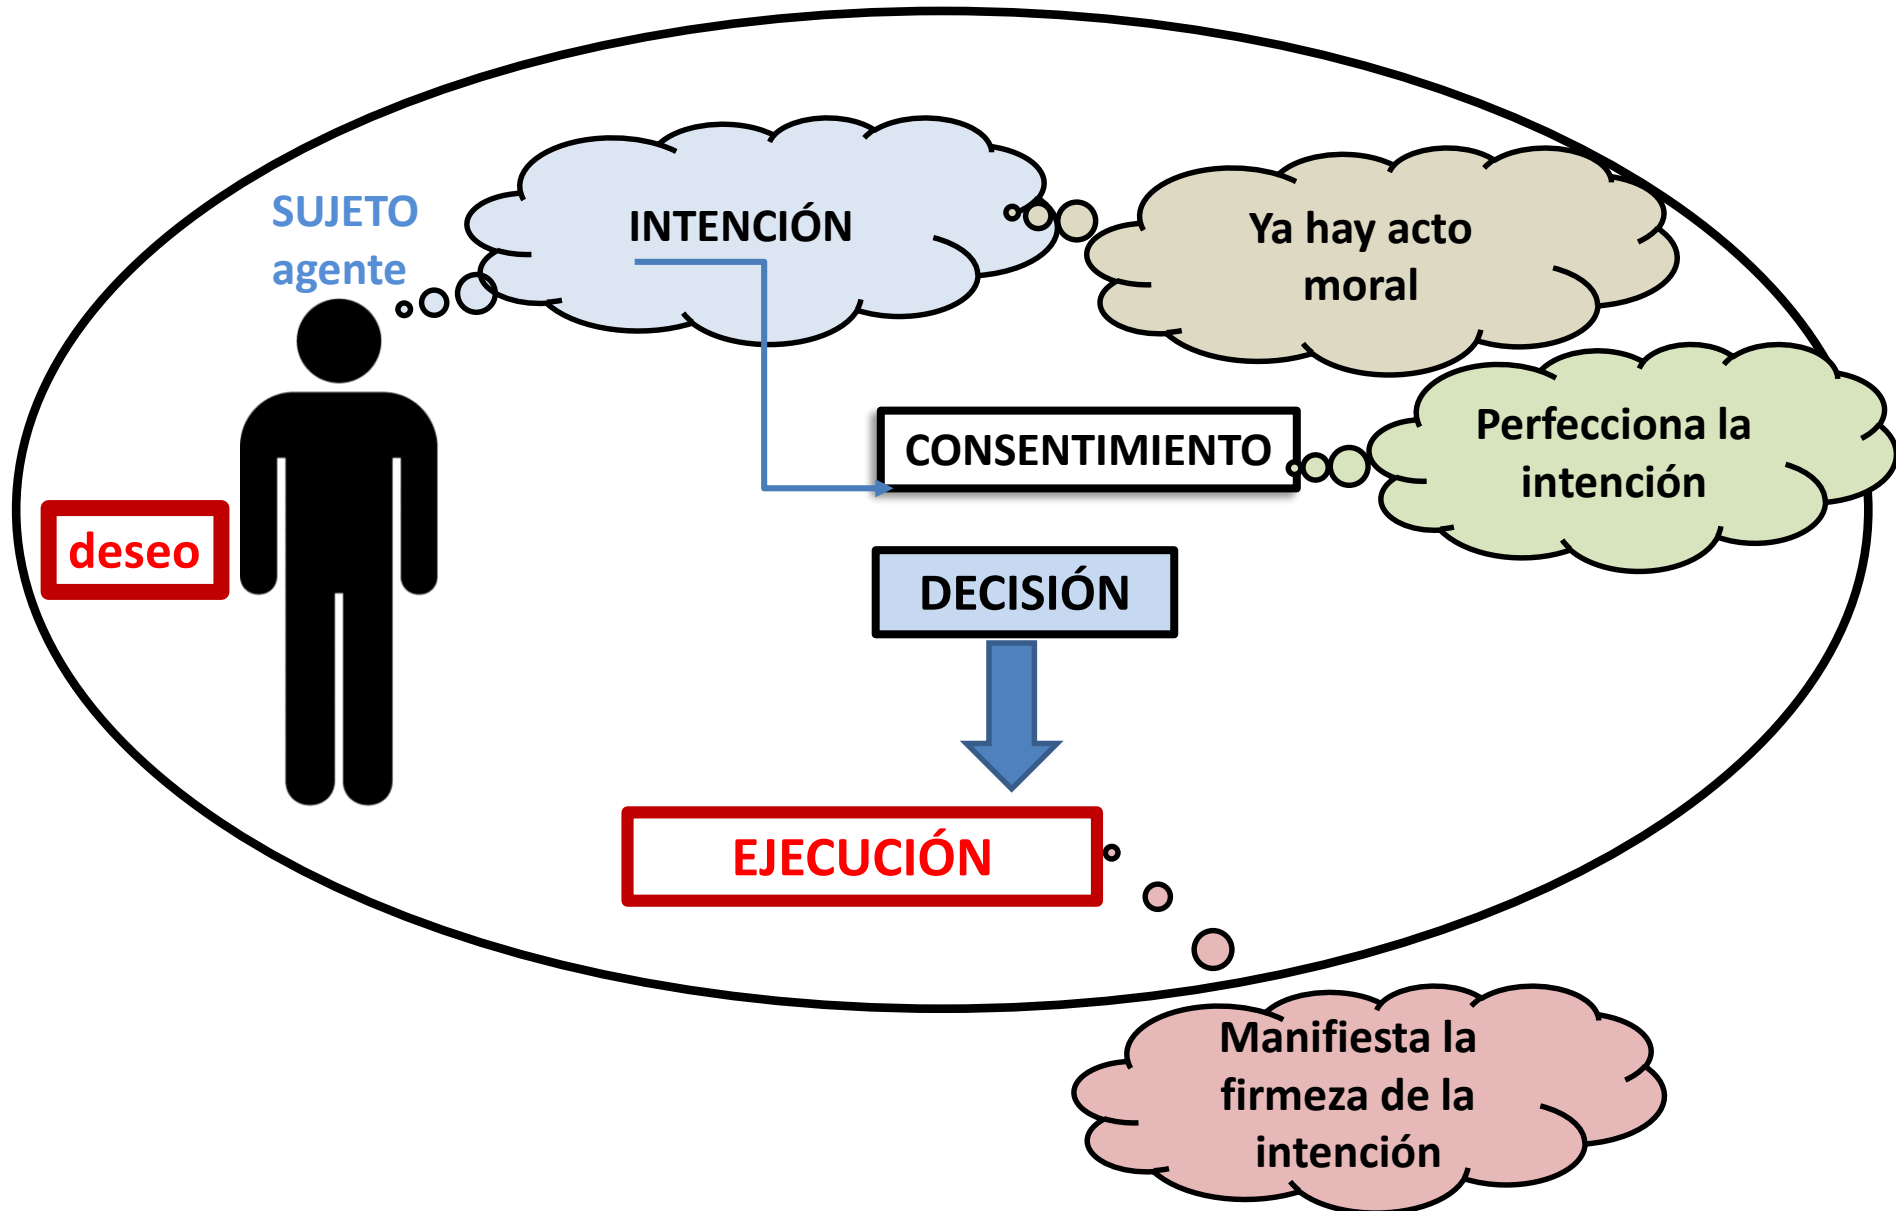 SUJETO
agente
INTENCIÓN
Ya hay acto
moral
CONSENTIMIENTO
Perfecciona la
intención
deseo
DECISIÓN
EJECUCIÓN
Manifiesta la
firmeza de la
intención